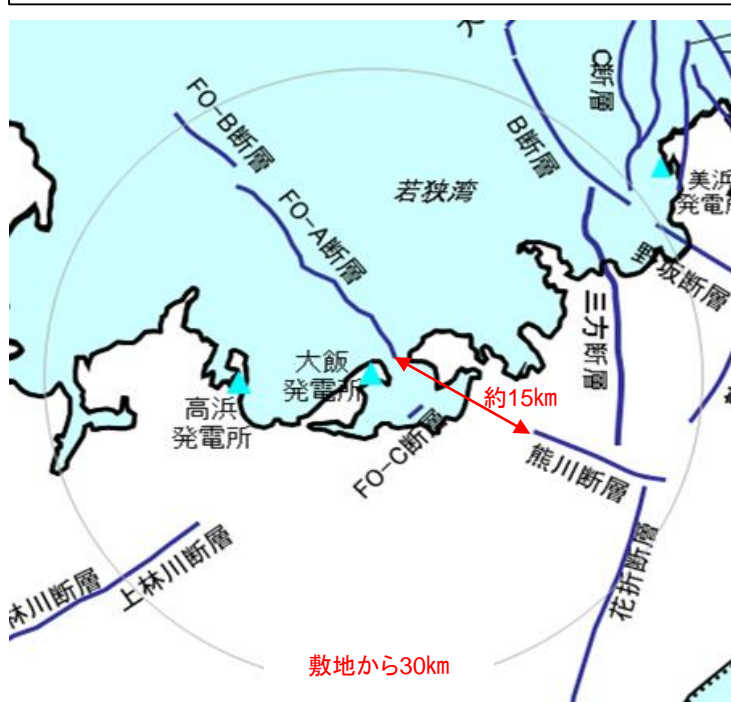 FO-B断層
FO-A断層
若狭湾
B断層
C断層
美浜
発電所
野坂断層
三方断層
大飯
発電所
高浜
発電所
FO-C断層
約15km
熊川断層
花折断層
上林川断層
林川断層
敷地から30km